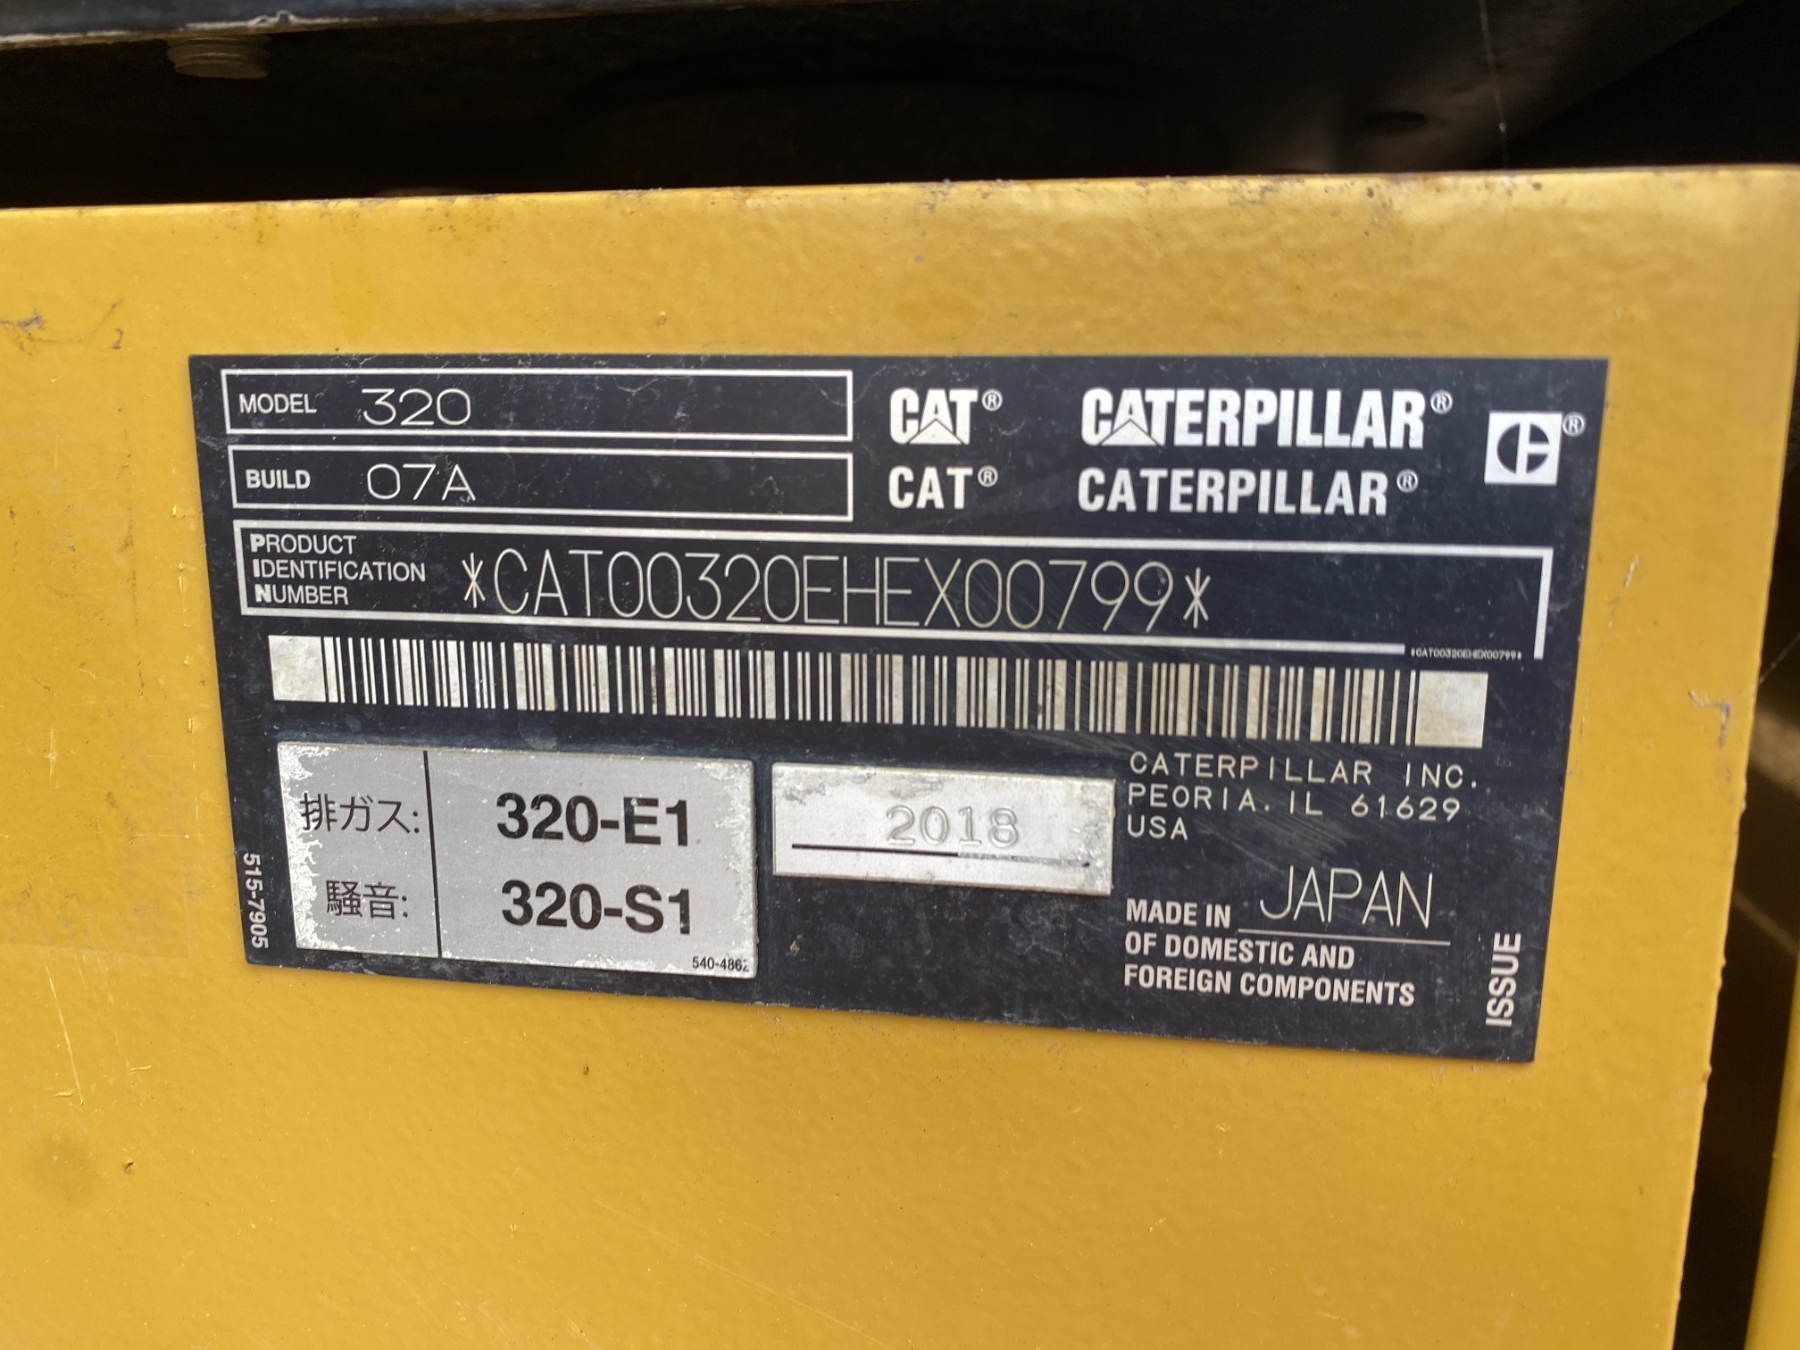 MODEL 320
BUILD 07A
CAT® CATERPILLAR® ®
CAT® CATERPILLAR®
PRODUCT
IDENTIFICATION
NUMBER
*CAT00320EHEX00799*
*CAT00320EHEX00799*
排ガス: 320-E1
騒音: 320-S1
540-4862
515-7905
2018
CATERPILLAR INC.
PEORIA. IL 61629
USA
MADE IN JAPAN
OF DOMESTIC AND
FOREIGN COMPONENTS
ISSUE